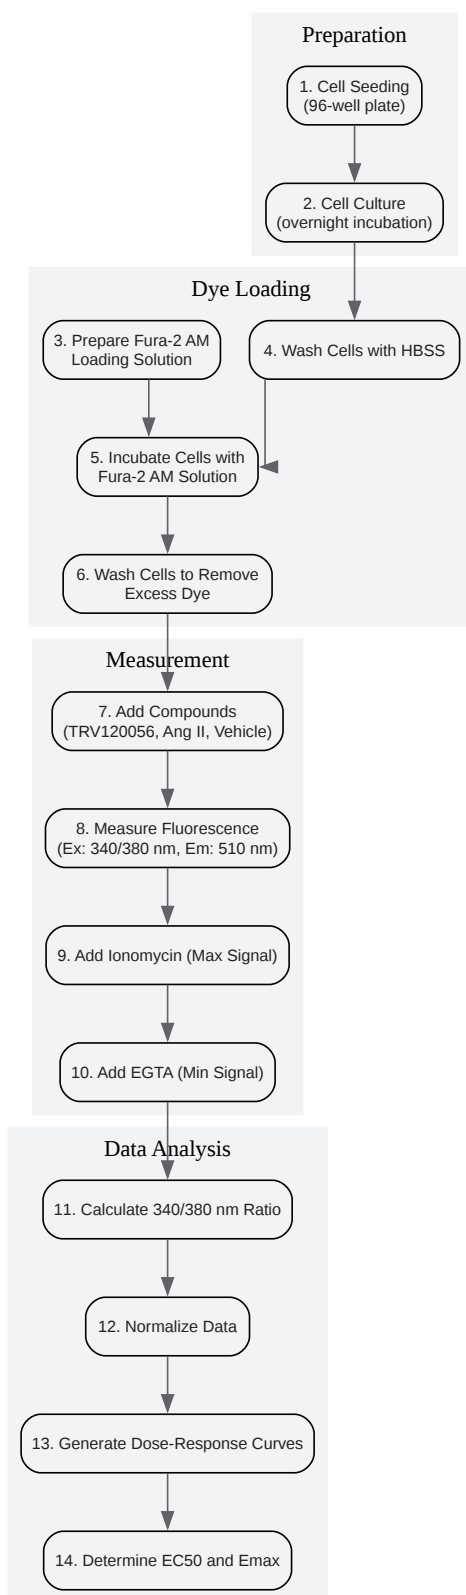 Preparation
1. Cell Seeding
(96-well plate)
2. Cell Culture
(overnight incubation)
Dye Loading
3. Prepare Fura-2 AM
Loading Solution
4. Wash Cells with HBSS
5. Incubate Cells with
Fura-2 AM Solution
6. Wash Cells to Remove
Excess Dye
Measurement
7. Add Compounds
(TRV120056, Ang II, Vehicle)
8. Measure Fluorescence
(Ex: 340/380 nm, Em: 510 nm)
9. Add Ionomycin (Max Signal)
10. Add EGTA (Min Signal)
Data Analysis
11. Calculate 340/380 nm Ratio
12. Normalize Data
13. Generate Dose-Response Curves
14. Determine EC50 and Emax